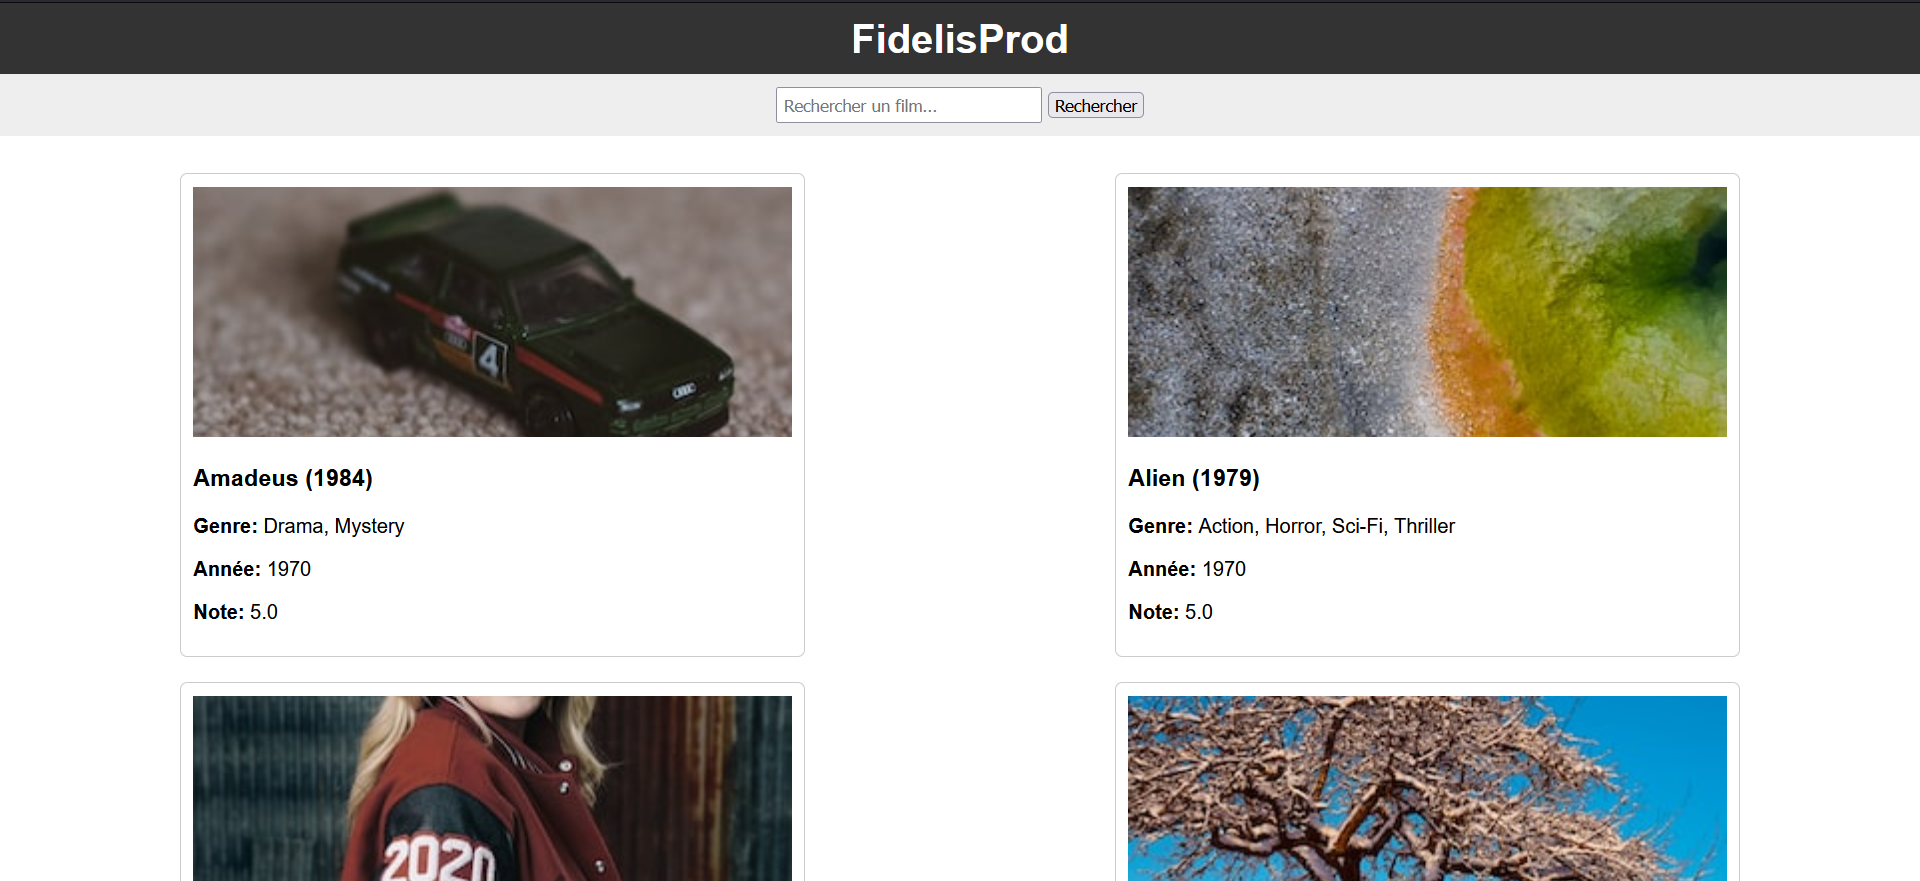 FidelisProd
Rechercher un film...
Rechercher
4
Amadeus (1984)
Genre: Drama, Mystery
Année: 1970
Note: 5.0
Alien (1979)
Genre: Action, Horror, Sci-Fi, Thriller
Année: 1970
Note: 5.0
2020